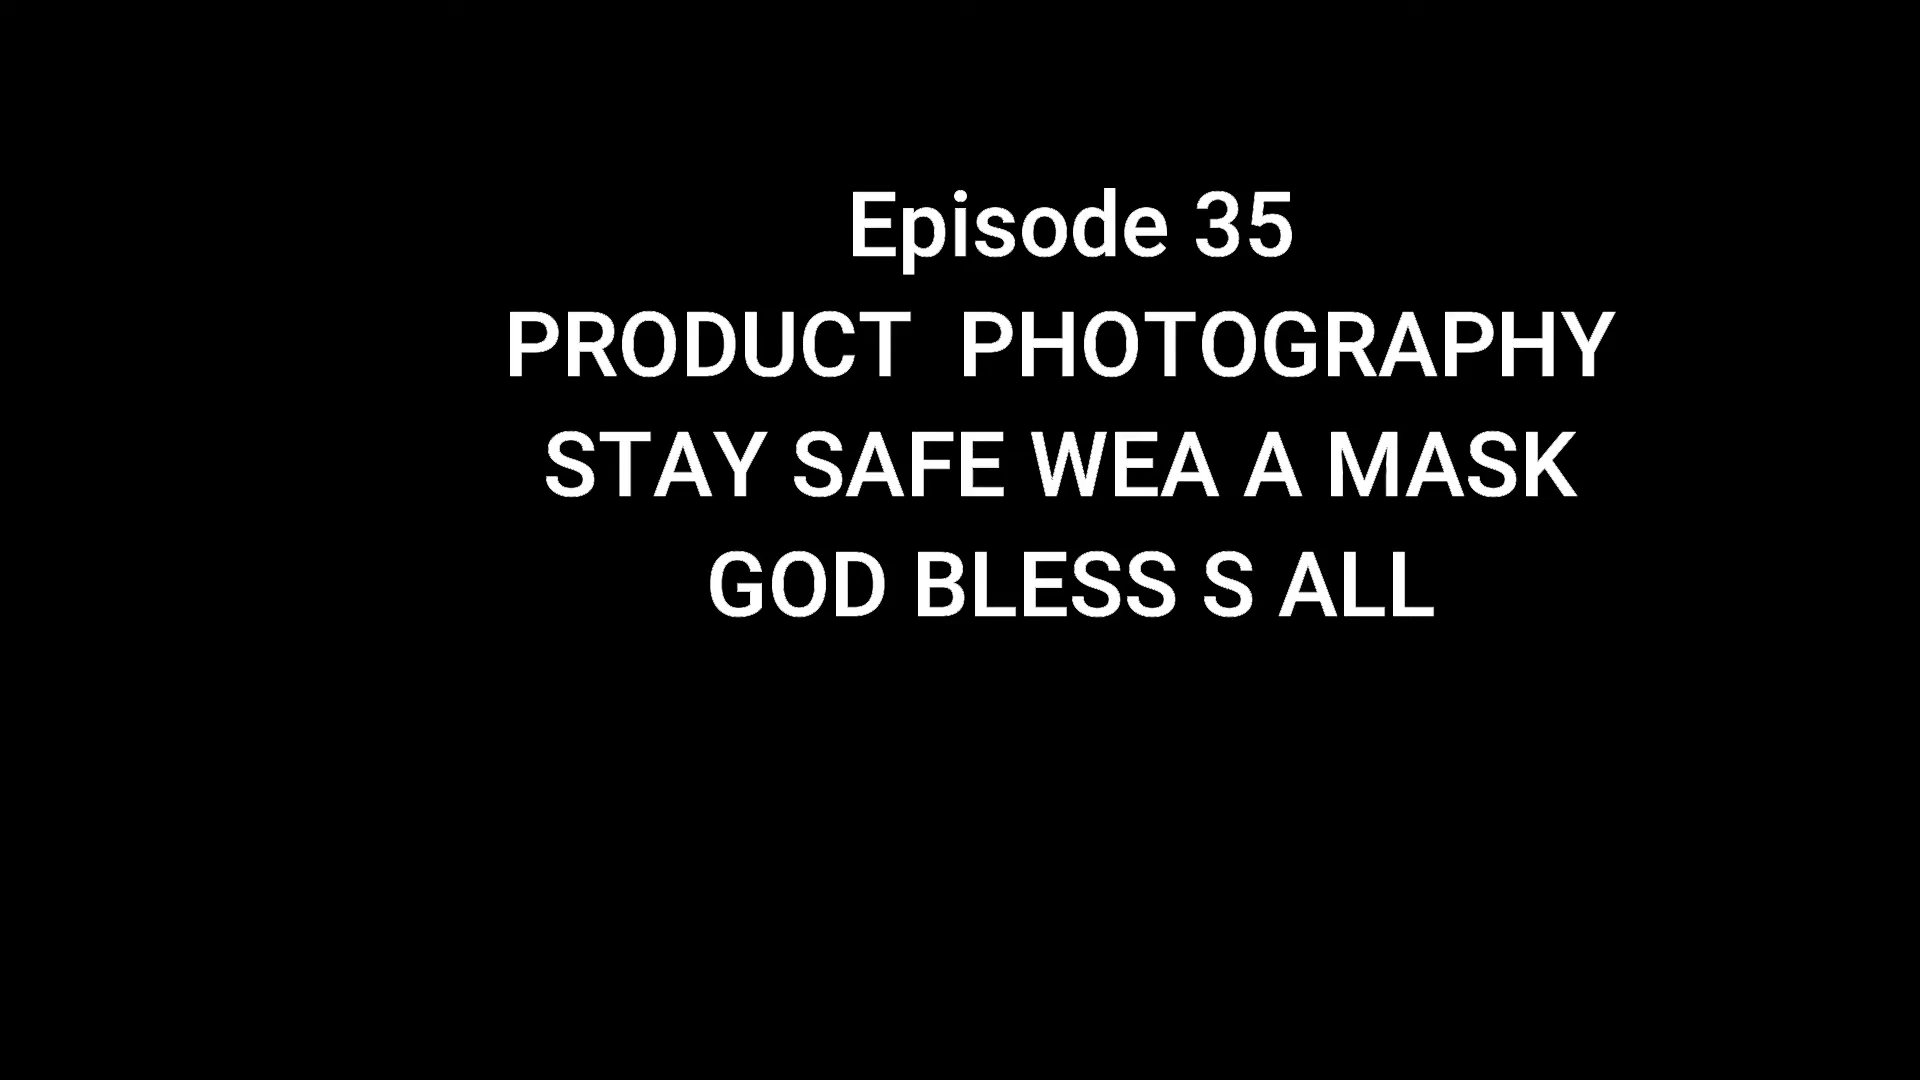 Episode 35
PRODUCT  PHOTOGRAPHY
STAY SAFE WEA A MASK
GOD BLESS S ALL